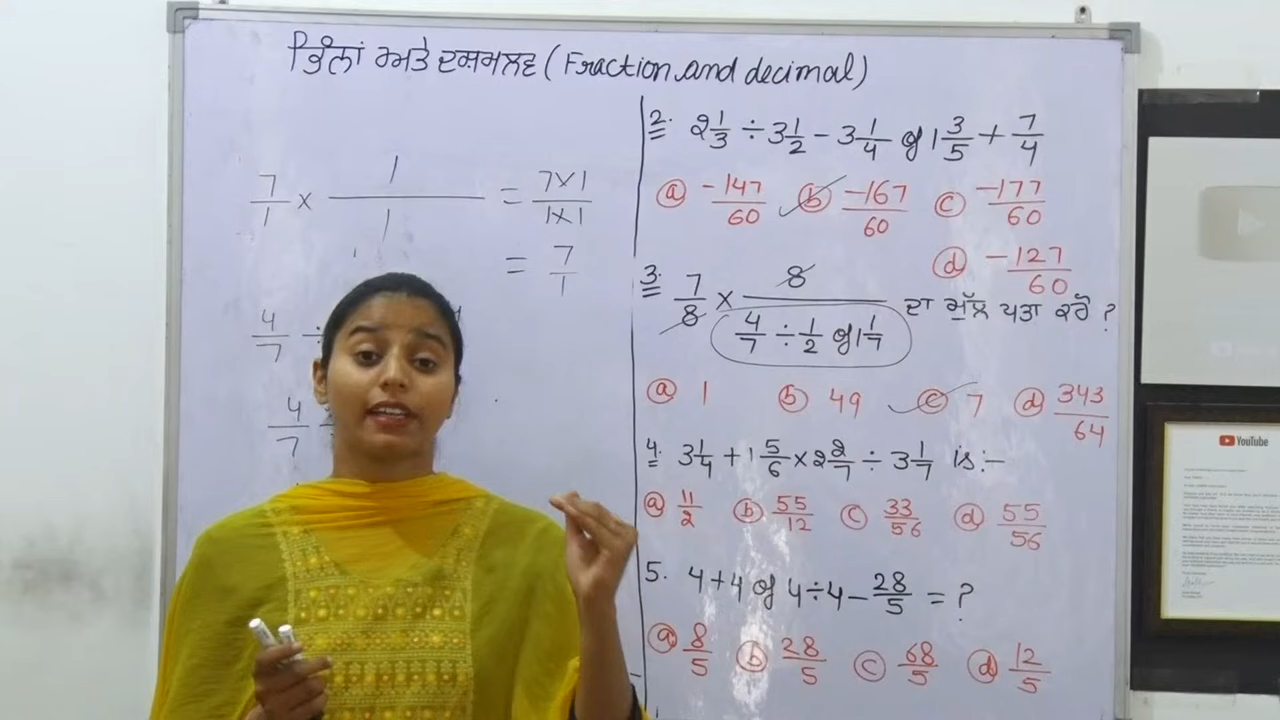 ਭਿੰਨਾਂ ਅਤੇ ਦਸ਼ਮਲਵ (Fraction and decimal)
7/1 × 1/1 = 7×1/1×1
= 7/1
4/7 ÷
4/7
2. 2 1/3 ÷ 3 1/2 - 3 1/4 of 1 3/5 + 7/4
ⓐ -147/60 ⓑ -167/60 ⓒ -177/60
ⓓ -127/60
3. 7/8 × 8/(4/7 ÷ 1/2 of 1 1/7) ਦਾ ਮੁੱਲ ਪਤਾ ਕਰੋ ?
ⓐ 1 ⓑ 49 ⓒ 7 ⓓ 343/64
4. 3 1/4 + 1 5/6 × 2 2/7 ÷ 3 1/7 is :-
ⓐ 11/2 ⓑ 55/12 ⓒ 33/56 ⓓ 55/56
5. 4+4 of 4÷4 - 28/5 = ?
ⓐ 8/5 ⓑ 28/5 ⓒ 68/5 ⓓ 12/5
YouTube